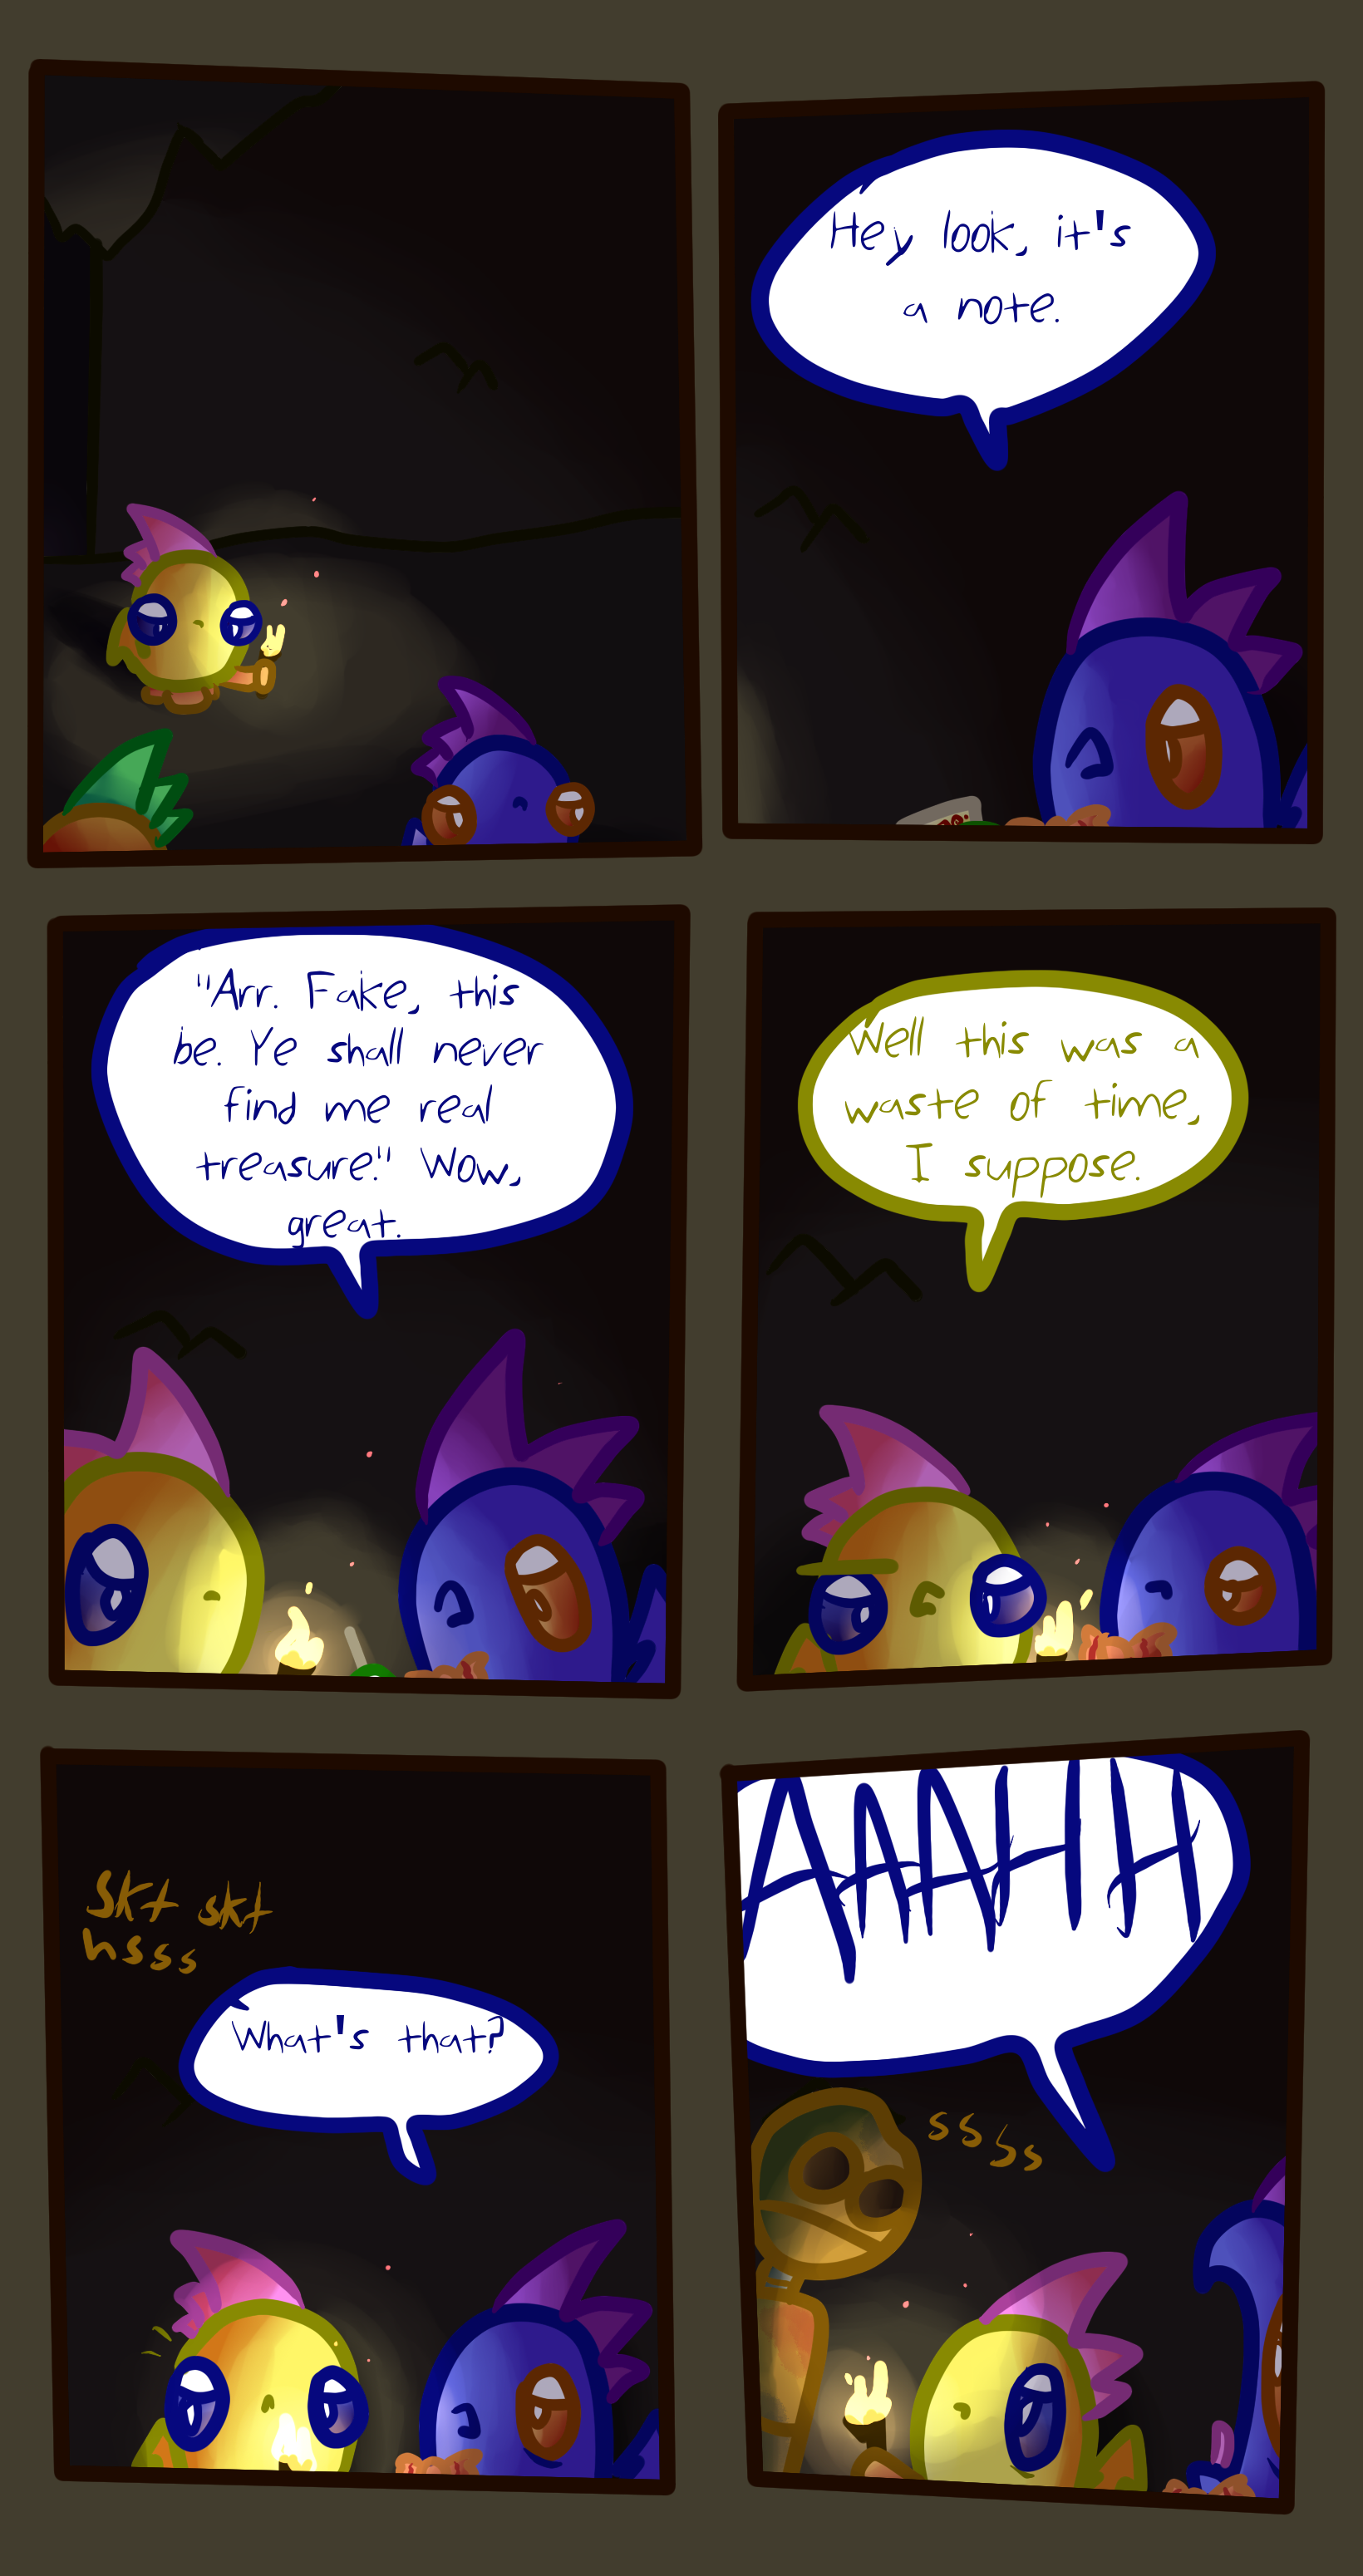 Hey look, it's
a note.
"Arr. Fake, this
be. Ye shall never
find me real
treasure." Wow,
great.
Well this was a
waste of time,
I suppose.
Skt skt
hsss
What's that?
AAAAHHHH
ssss